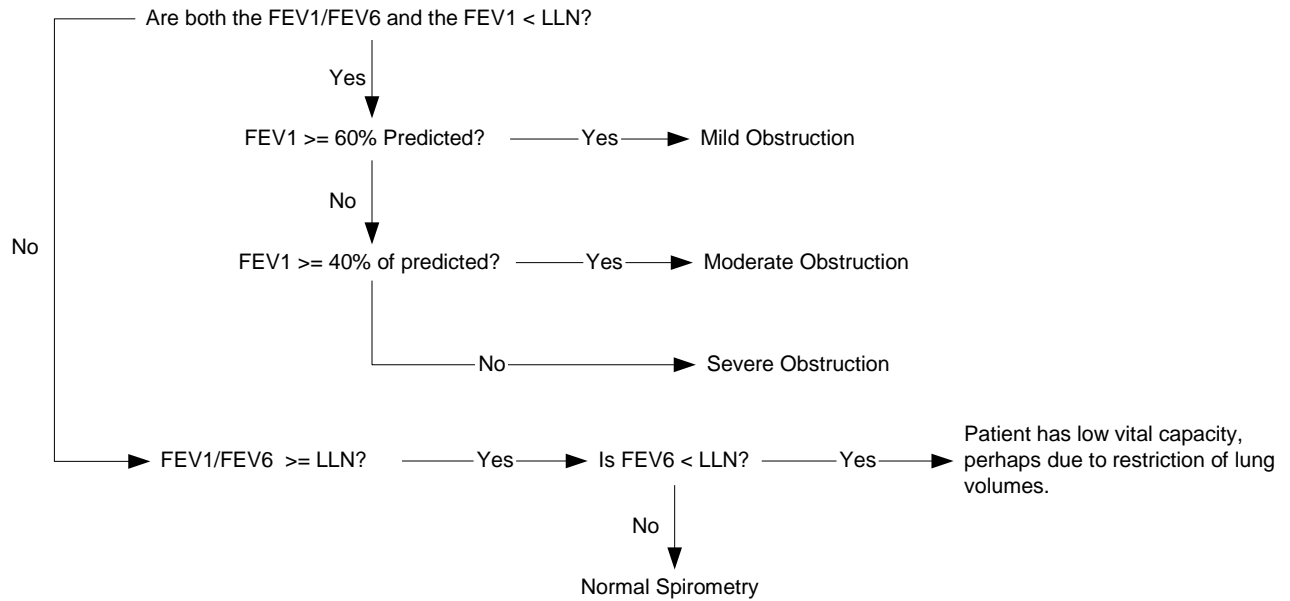 Are both the FEV1/FEV6 and the FEV1 < LLN?
Yes
FEV1 >= 60% Predicted?
Yes
Mild Obstruction
No
No
FEV1 >= 40% of predicted?
Yes
Moderate Obstruction
No
Severe Obstruction
FEV1/FEV6 >= LLN?
Yes
Is FEV6 < LLN?
Yes
Patient has low vital capacity,
perhaps due to restriction of lung
volumes.
No
Normal Spirometry